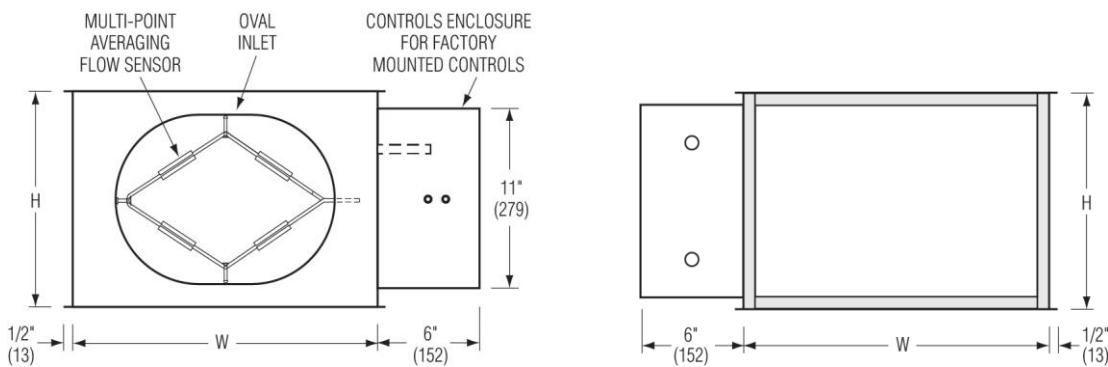 MULTI-POINT
AVERAGING
FLOW SENSOR
OVAL
INLET
CONTROLS ENCLOSURE
FOR FACTORY
MOUNTED CONTROLS
H
11"
(279)
1/2"
(13)
W
6"
(152)
H
6"
(152)
W
1/2"
(13)